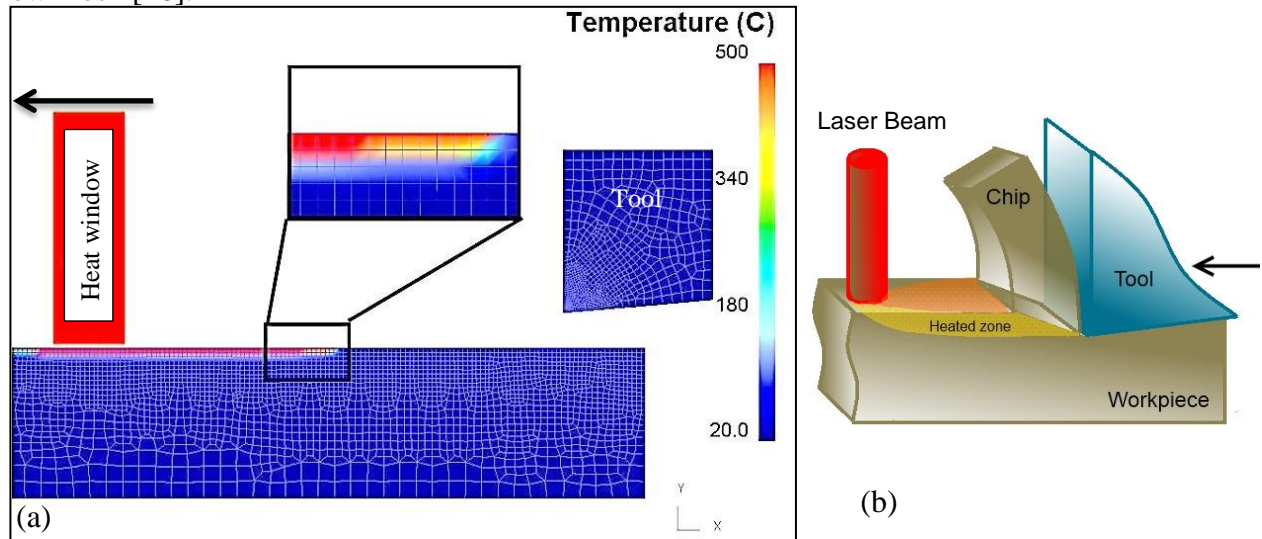 Temperature (C)
500
340
180
20.0
Heat window
Tool
Y
X
(a)
Laser Beam
Chip
Tool
Heated zone
Workpiece
(b)